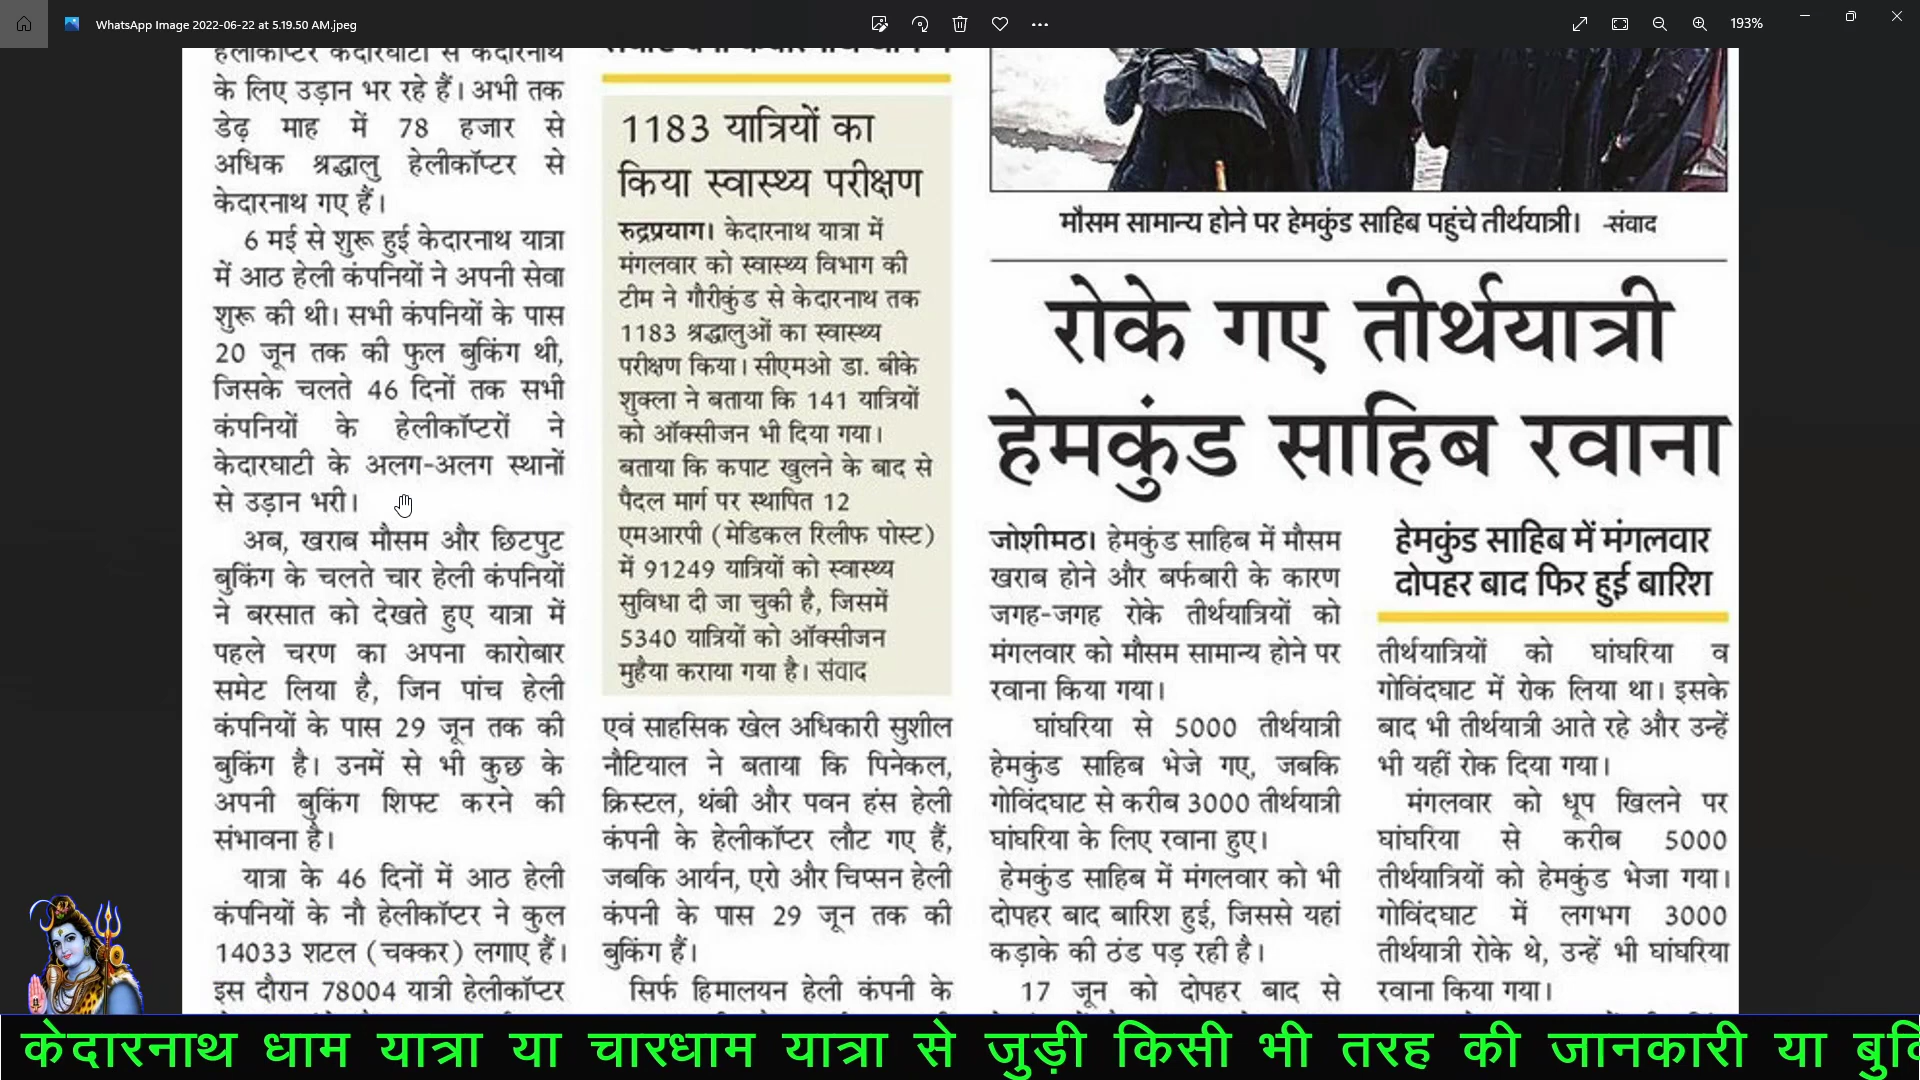 WhatsApp Image 2022-06-22 at 5.19.50 AM.jpeg
193%
हेलीकॉप्टर केदारघाटी से केदारनाथ
के लिए उड़ान भर रहे हैं। अभी तक
डेढ़ माह में 78 हजार से
अधिक श्रद्धालु हेलीकॉप्टर से
केदारनाथ गए हैं।
6 मई से शुरू हुई केदारनाथ यात्रा
में आठ हेली कंपनियों ने अपनी सेवा
शुरू की थी। सभी कंपनियों के पास
20 जून तक की फुल बुकिंग थी,
जिसके चलते 46 दिनों तक सभी
कंपनियों के हेलीकॉप्टरों ने
केदारघाटी के अलग-अलग स्थानों
से उड़ान भरी।
अब, खराब मौसम और छिटपुट
बुकिंग के चलते चार हेली कंपनियों
ने बरसात को देखते हुए यात्रा में
पहले चरण का अपना कारोबार
समेट लिया है, जिन पांच हेली
कंपनियों के पास 29 जून तक की
बुकिंग है। उनमें से भी कुछ के
अपनी बुकिंग शिफ्ट करने की
संभावना है।
यात्रा के 46 दिनों में आठ हेली
कंपनियों के नौ हेलीकॉप्टर ने कुल
14033 शटल (चक्कर) लगाए हैं।
इस दौरान 78004 यात्री हेलीकॉप्टर
1183 यात्रियों का
किया स्वास्थ्य परीक्षण
रुद्रप्रयाग। केदारनाथ यात्रा में
मंगलवार को स्वास्थ्य विभाग की
टीम ने गौरीकुंड से केदारनाथ तक
1183 श्रद्धालुओं का स्वास्थ्य
परीक्षण किया। सीएमओ डा. बीके
शुक्ला ने बताया कि 141 यात्रियों
को ऑक्सीजन भी दिया गया।
बताया कि कपाट खुलने के बाद से
पैदल मार्ग पर स्थापित 12
एमआरपी (मेडिकल रिलीफ पोस्ट)
में 91249 यात्रियों को स्वास्थ्य
सुविधा दी जा चुकी है, जिसमें
5340 यात्रियों को ऑक्सीजन
मुहैया कराया गया है। संवाद
एवं साहसिक खेल अधिकारी सुशील
नौटियाल ने बताया कि पिनेकल,
क्रिस्टल, थंबी और पवन हंस हेली
कंपनी के हेलीकॉप्टर लौट गए हैं,
जबकि आर्यन, एरो और चिप्सन हेली
कंपनी के पास 29 जून तक की
बुकिंग हैं।
सिर्फ हिमालयन हेली कंपनी के
मौसम सामान्य होने पर हेमकुंड साहिब पहुंचे तीर्थयात्री। -संवाद
रोके गए तीर्थयात्री
हेमकुंड साहिब रवाना
जोशीमठ। हेमकुंड साहिब में मौसम
खराब होने और बर्फबारी के कारण
जगह-जगह रोके तीर्थयात्रियों को
मंगलवार को मौसम सामान्य होने पर
रवाना किया गया।
घांघरिया से 5000 तीर्थयात्री
हेमकुंड साहिब भेजे गए, जबकि
गोविंदघाट से करीब 3000 तीर्थयात्री
घांघरिया के लिए रवाना हुए।
हेमकुंड साहिब में मंगलवार को भी
दोपहर बाद बारिश हुई, जिससे यहां
कड़ाके की ठंड पड़ रही है।
17 जून को दोपहर बाद से
हेमकुंड साहिब में मंगलवार
दोपहर बाद फिर हुई बारिश
तीर्थयात्रियों को घांघरिया व
गोविंदघाट में रोक लिया था। इसके
बाद भी तीर्थयात्री आते रहे और उन्हें
भी यहीं रोक दिया गया।
मंगलवार को धूप खिलने पर
घांघरिया से करीब 5000
तीर्थयात्रियों को हेमकुंड भेजा गया।
गोविंदघाट में लगभग 3000
तीर्थयात्री रोके थे, उन्हें भी घांघरिया
रवाना किया गया।
केदारनाथ धाम यात्रा या चारधाम यात्रा से जुड़ी किसी भी तरह की जानकारी या